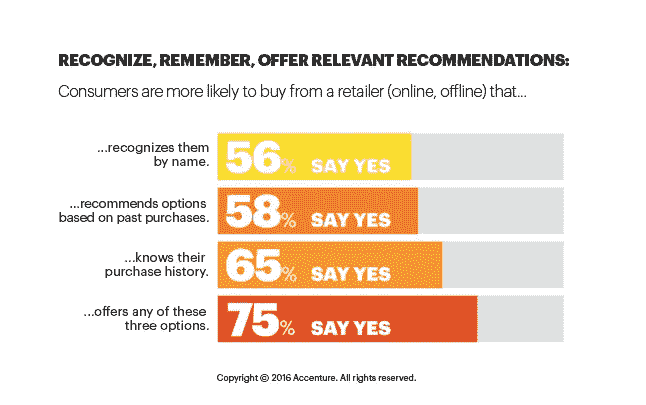 RECOGNIZE, REMEMBER, OFFER RELEVANT RECOMMENDATIONS:
Consumers are more likely to buy from a retailer (online, offline) that...
...recognizes them
by name.
56% SAY YES
...recommends options
based on past purchases.
58% SAY YES
...knows their
purchase history.
65% SAY YES
...offers any of these
three options.
75% SAY YES
Copyright © 2016 Accenture. All rights reserved.